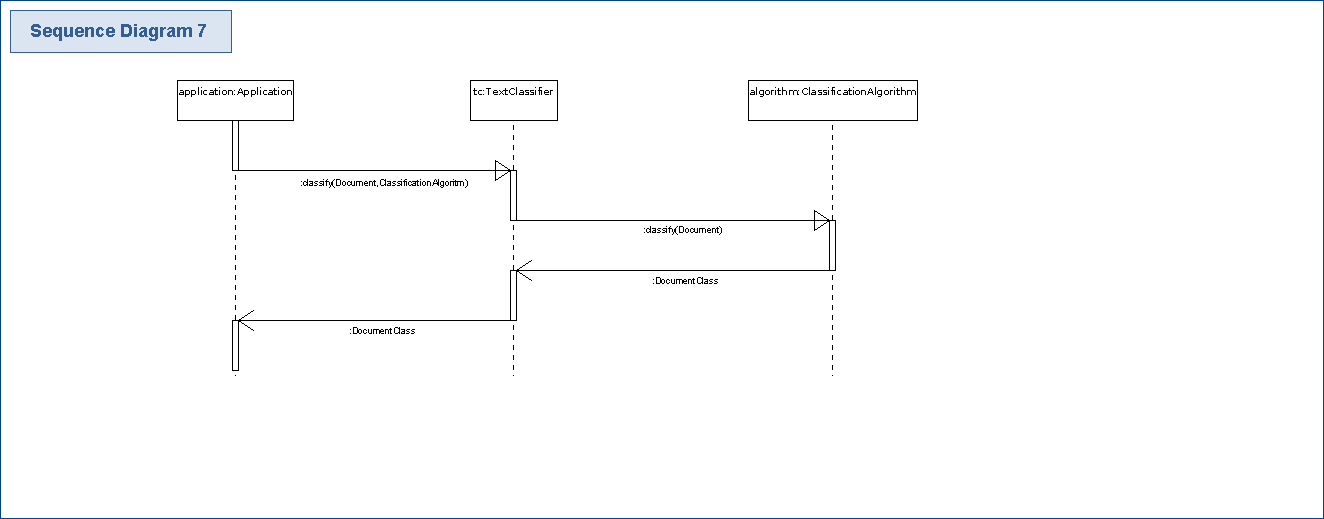 Sequence Diagram 7
application:Application
tc:TextClassifier
algorithm:ClassificationAlgorithm
:classify(Document,ClassificationAlgoritm)
:classify(Document)
:DocumentClass
:DocumentClass